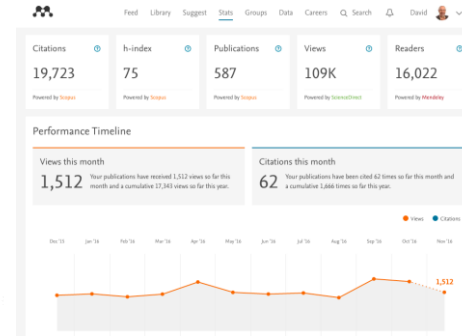 Feed Library Suggest Stats Groups Data Careers Search David
Citations h-index Publications Views Readers
19,723 75 587 109K 16,022
Powered by Scopus Powered by Scopus Powered by Scopus Powered by ScienceDirect Powered by Mendeley
Performance Timeline
Views this month
1,512 Your publications have received 1,512 views so far this
month and a cumulative 17,343 views so far this year.
Citations this month
62 Your publications have been cited 62 times so far this month and
a cumulative 1,666 times so far this year.
Views Citations
Dec '15 Jan '16 Feb '16 Mar '16 Apr '16 May '16 Jun '16 Jul '16 Aug '16 Sep '16 Oct '16 Nov '16
1,512